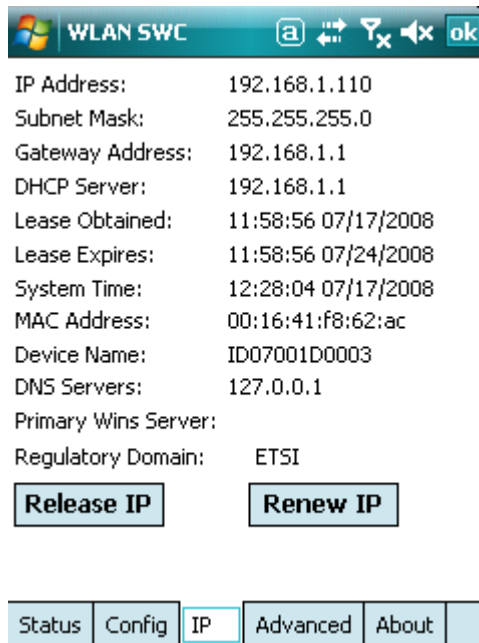 WLAN SWC a ok
IP Address: 192.168.1.110
Subnet Mask: 255.255.255.0
Gateway Address: 192.168.1.1
DHCP Server: 192.168.1.1
Lease Obtained: 11:58:56 07/17/2008
Lease Expires: 11:58:56 07/24/2008
System Time: 12:28:04 07/17/2008
MAC Address: 00:16:41:f8:62:ac
Device Name: ID07001D0003
DNS Servers: 127.0.0.1
Primary Wins Server:
Regulatory Domain: ETSI
Release IP Renew IP
Status Config IP Advanced About